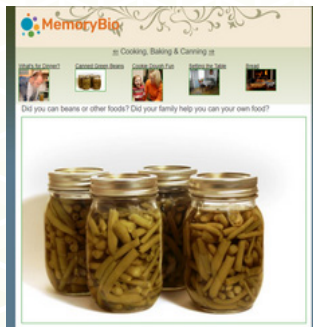 MemoryBio
Cooking, Baking & Canning
What's for Dinner?
Canned Green Beans
Cookie Dough Fun
Setting the Table
Bread
Did you can beans or other foods? Did your family help you can your own food?